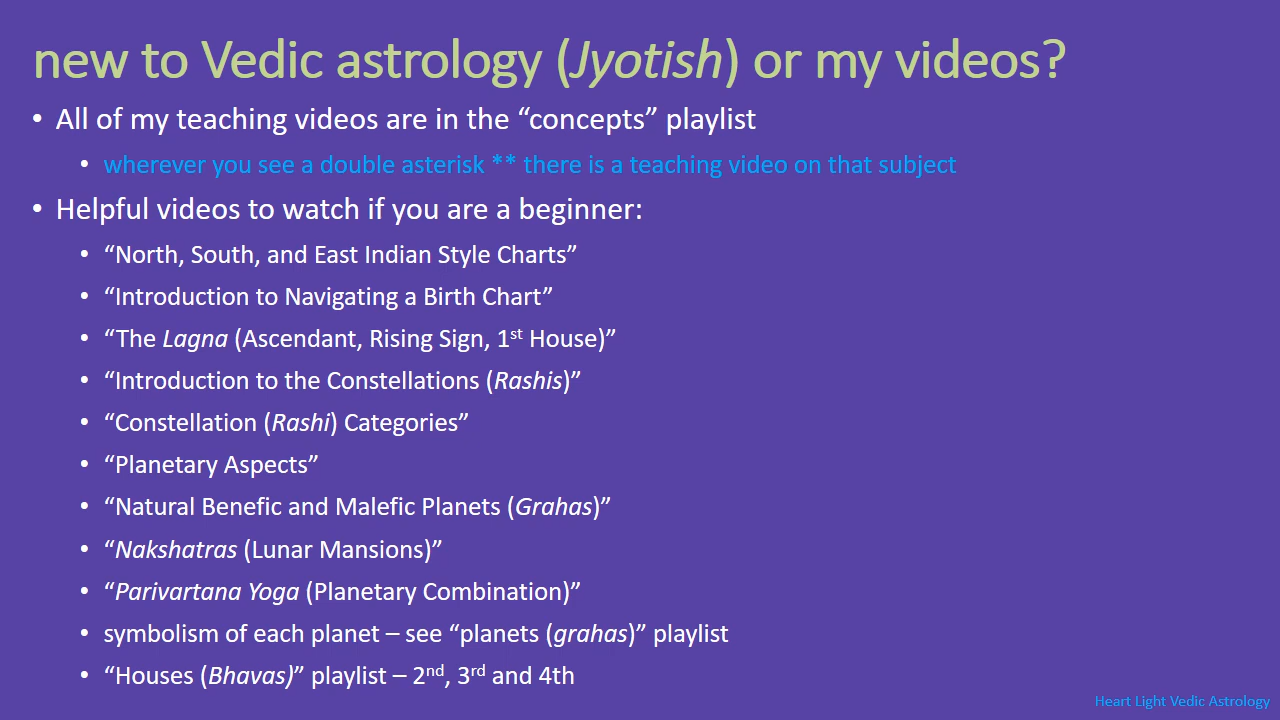 new to Vedic astrology (Jyotish) or my videos?
• All of my teaching videos are in the “concepts” playlist
• wherever you see a double asterisk ** there is a teaching video on that subject
• Helpful videos to watch if you are a beginner:
• “North, South, and East Indian Style Charts”
• “Introduction to Navigating a Birth Chart”
• “The Lagna (Ascendant, Rising Sign, 1st House)”
• “Introduction to the Constellations (Rashis)”
• “Constellation (Rashi) Categories”
• “Planetary Aspects”
• “Natural Benefic and Malefic Planets (Grahas)”
• “Nakshatras (Lunar Mansions)”
• “Parivartana Yoga (Planetary Combination)”
• symbolism of each planet – see “planets (grahas)” playlist
• “Houses (Bhavas)” playlist – 2nd, 3rd and 4th
Heart Light Vedic Astrology